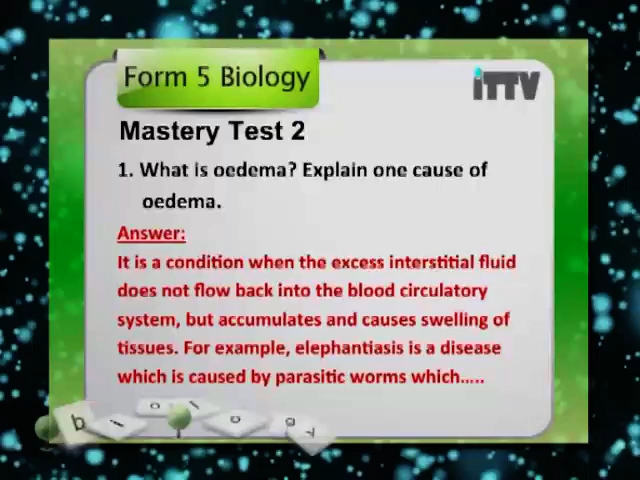 Form 5 Biology
iTTV
Mastery Test 2
1. What is oedema? Explain one cause of
oedema.
Answer:
It is a condition when the excess interstitial fluid
does not flow back into the blood circulatory
system, but accumulates and causes swelling of
tissues. For example, elephantiasis is a disease
which is caused by parasitic worms which.....
b i o l o g y